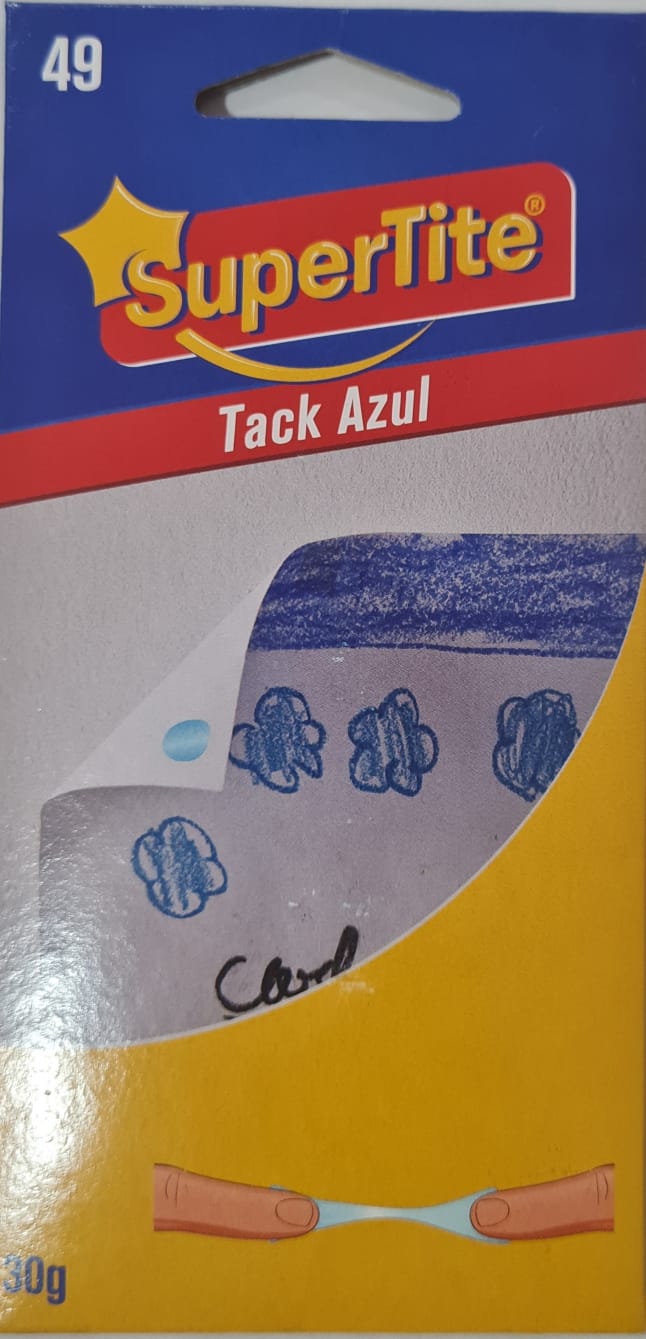 49
SuperTite®
Tack Azul
30g